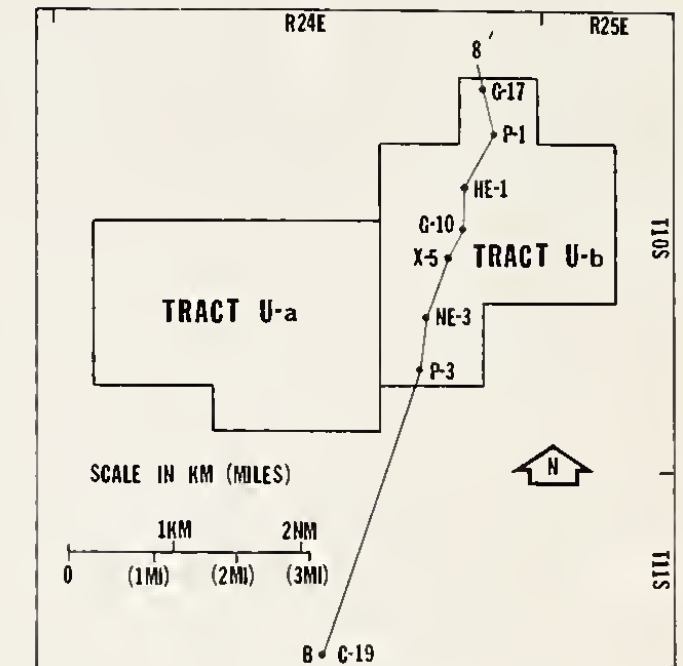 R24E
R25E
8′
G-17
P-1
HE-1
G-10
X-5
TRACT U-b
T10S
TRACT U-a
NE-3
P-3
SCALE IN KM (MILES)
N
1KM
2NM
0
(1MI)
(2MI)
(3MI)
T11S
B
C-19